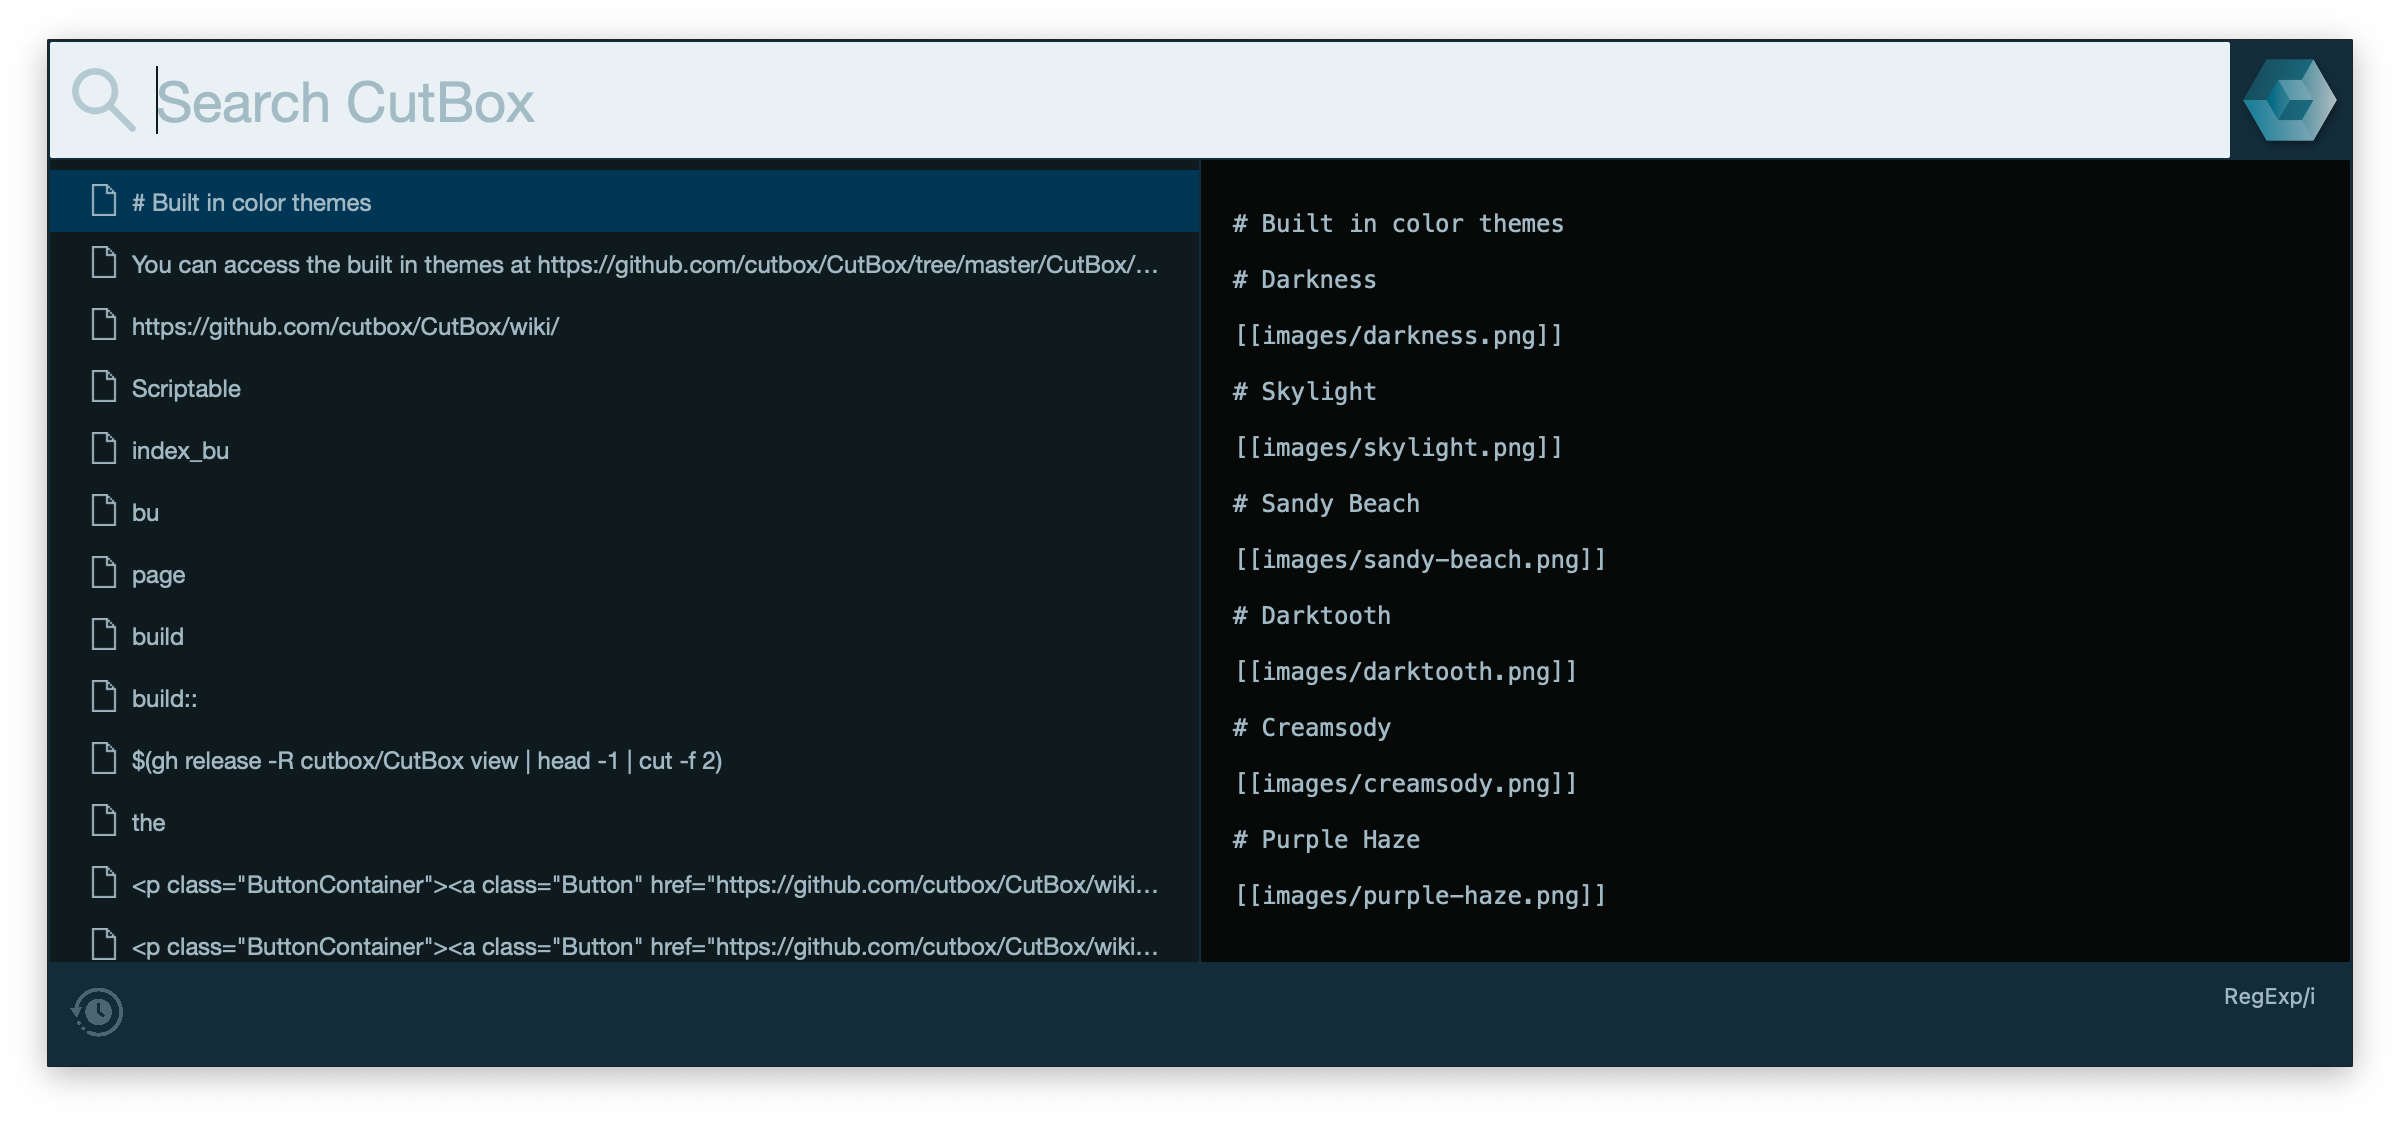 Search CutBox
# Built in color themes
You can access the built in themes at https://github.com/cutbox/CutBox/tree/master/CutBox/…
https://github.com/cutbox/CutBox/wiki/
Scriptable
index_bu
bu
page
build
build::
$(gh release -R cutbox/CutBox view | head -1 | cut -f 2)
the
<p class="ButtonContainer"><a class="Button" href="https://github.com/cutbox/CutBox/wiki…
<p class="ButtonContainer"><a class="Button" href="https://github.com/cutbox/CutBox/wiki…
# Built in color themes
# Darkness
[[images/darkness.png]]
# Skylight
[[images/skylight.png]]
# Sandy Beach
[[images/sandy-beach.png]]
# Darktooth
[[images/darktooth.png]]
# Creamsody
[[images/creamsody.png]]
# Purple Haze
[[images/purple-haze.png]]
RegExp/i